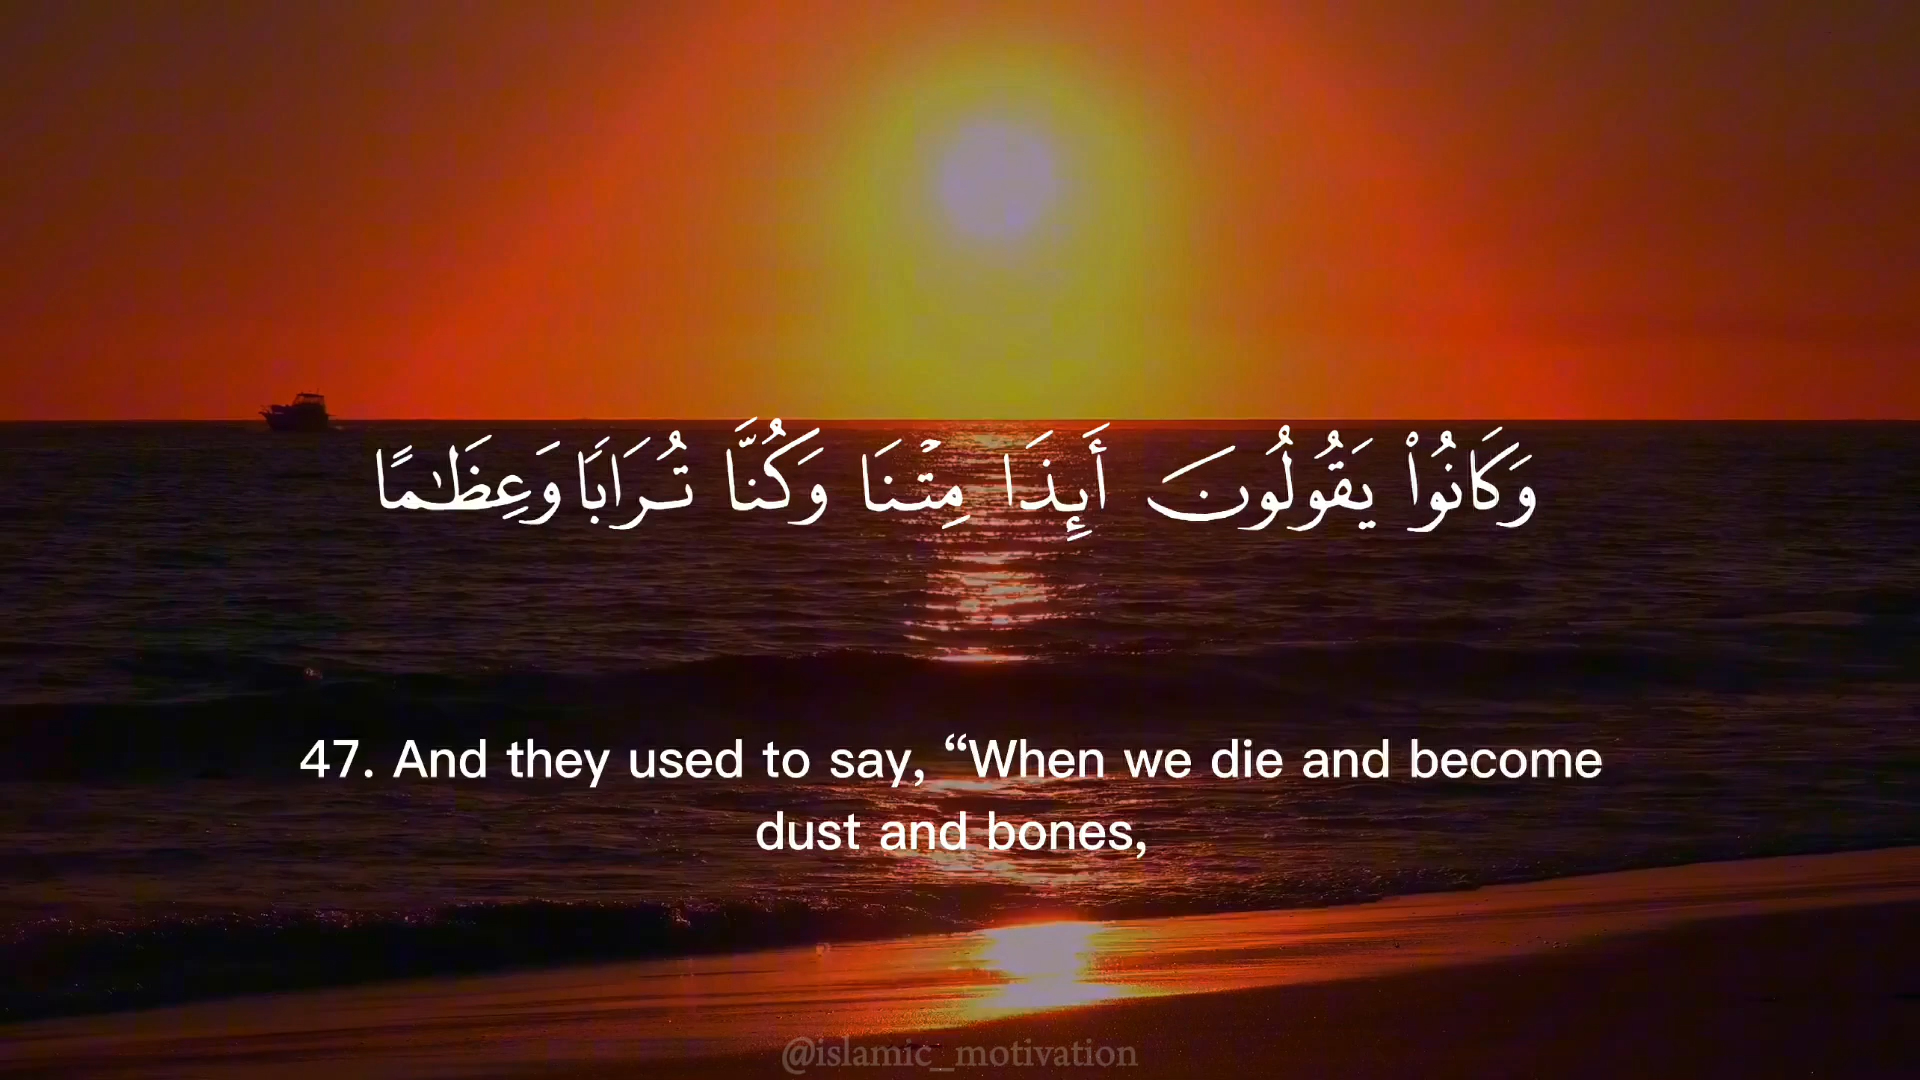 وَكَانُوا۟ يَقُولُونَ أَئِذَا مِتْنَا وَكُنَّا تُرَابًا وَعِظَـٰمًا
47. And they used to say, “When we die and become
dust and bones,
@islamic_motivation